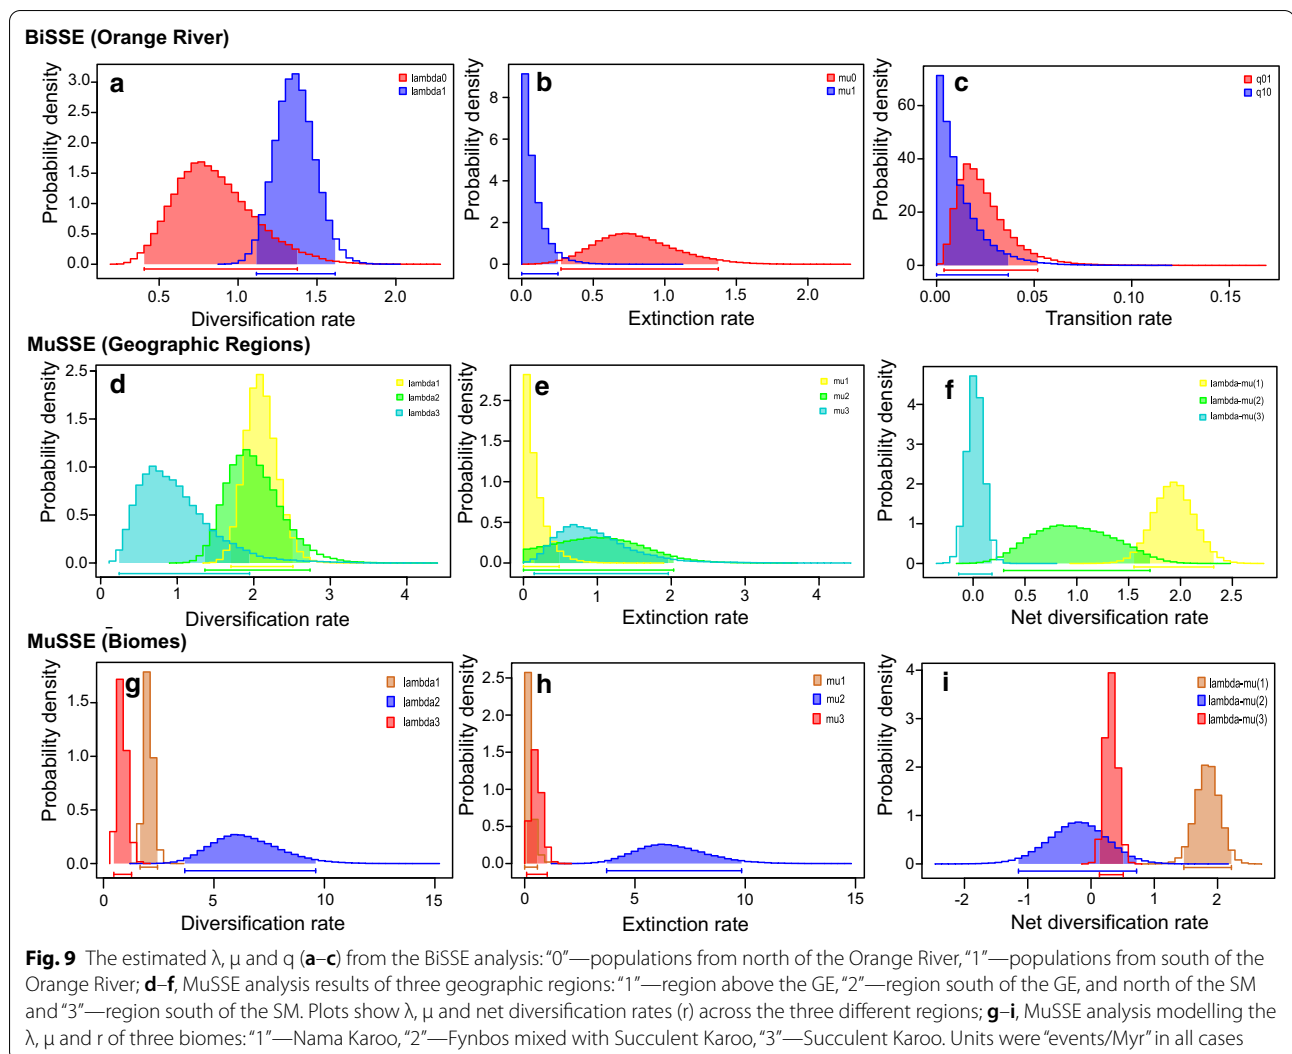 BiSSE (Orange River)
Probability density
3.0
2.5
2.0
1.5
1.0
0.5
0.0
a
lambda0
lambda1
0.5 1.0 1.5 2.0
Diversification rate
Probability density
8
6
4
2
0
b
mu0
mu1
0.0 0.5 1.0 1.5 2.0
Extinction rate
Probability density
60
40
20
0
c
q01
q10
0.00 0.05 0.10 0.15
Transition rate
MuSSE (Geographic Regions)
Probability density
2.5
1.5
1.0
0.5
0.0
d
lambda1
lambda2
lambda3
0 1 2 3 4
Diversification rate
Probability density
2.5
1.5
1.0
0.5
0.0
e
mu1
mu2
mu3
0 1 2 3 4
Extinction rate
Probability density
4
3
2
1
0
f
lambda-mu(1)
lambda-mu(2)
lambda-mu(3)
0.0 0.5 1.0 1.5 2.0 2.5
Net diversification rate
MuSSE (Biomes)
Probability density
1.5
1.0
0.5
0.0
g
lambda1
lambda2
lambda3
0 5 10 15
Diversification rate
Probability density
2.5
2.0
1.5
1.0
0.5
0.0
h
mu1
mu2
mu3
0 5 10 15
Extinction rate
Probability density
4
3
2
1
0
i
lambda-mu(1)
lambda-mu(2)
lambda-mu(3)
-2 -1 0 1 2
Net diversification rate
Fig. 9 The estimated λ, μ and q (a–c) from the BiSSE analysis: “0”—populations from north of the Orange River, “1”—populations from south of the
Orange River; d–f, MuSSE analysis results of three geographic regions: “1”—region above the GE, “2”—region south of the GE, and north of the SM
and “3”—region south of the SM. Plots show λ, μ and net diversification rates (r) across the three different regions; g–i, MuSSE analysis modelling the
λ, μ and r of three biomes: “1”—Nama Karoo, “2”—Fynbos mixed with Succulent Karoo, “3”—Succulent Karoo. Units were “events/Myr” in all cases